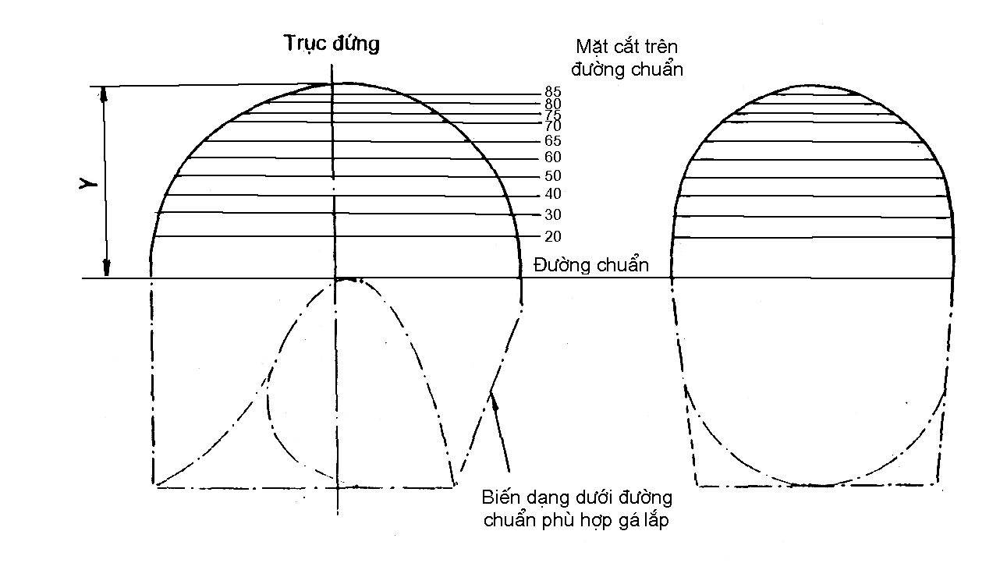 Trục đứng
Mặt cắt trên
đường chuẩn
85
80
75
70
65
60
50
40
30
20
Y
Đường chuẩn
Biến dạng dưới đường
chuẩn phù hợp gá lắp